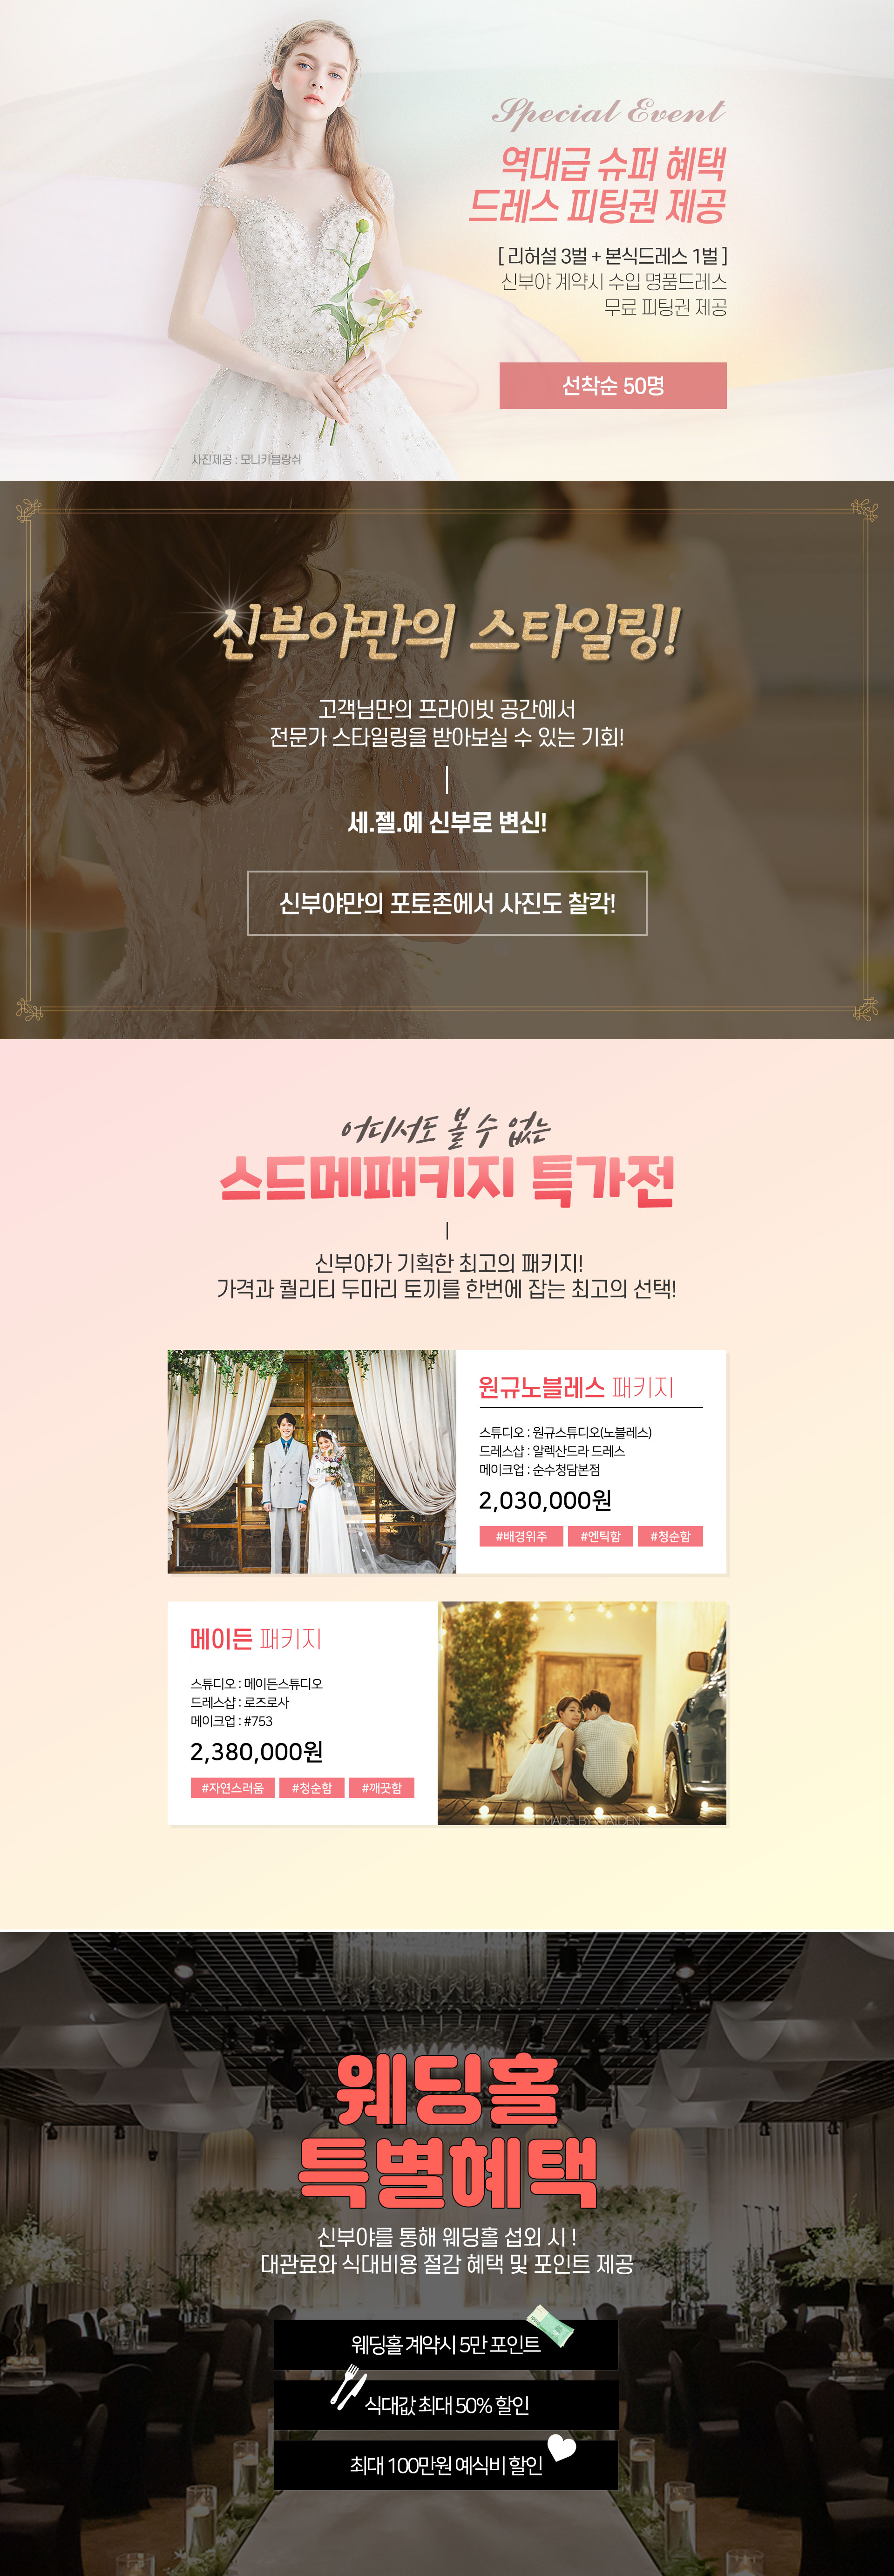 Special Event
역대급 슈퍼 혜택
드레스 피팅권 제공
[ 리허설 3벌 + 본식드레스 1벌 ]
신부야 계약시 수입 명품드레스
무료 피팅권 제공
선착순 50명
사진제공 : 모니카블랑쉬
신부야만의 스타일링!
고객님만의 프라이빗 공간에서
전문가 스타일링을 받아보실 수 있는 기회!
세.젤.예 신부로 변신!
신부야만의 포토존에서 사진도 찰칵!
어디서도 볼 수 없는
스드메패키지 특가전
신부야가 기획한 최고의 패키지!
가격과 퀄리티 두마리 토끼를 한번에 잡는 최고의 선택!
원규노블레스 패키지
스튜디오 : 원규스튜디오(노블레스)
드레스샵 : 알렉산드라 드레스
메이크업 : 순수청담본점
2,030,000원
#배경위주 #엔틱함 #청순함
메이든 패키지
스튜디오 : 메이든스튜디오
드레스샵 : 로즈로사
메이크업 : #753
2,380,000원
#자연스러움 #청순함 #깨끗함
MADE BY MAIDEN
웨딩홀
특별혜택
신부야를 통해 웨딩홀 섭외 시 !
대관료와 식대비용 절감 혜택 및 포인트 제공
웨딩홀 계약시 5만 포인트
식대값 최대 50% 할인
최대 100만원 예식비 할인